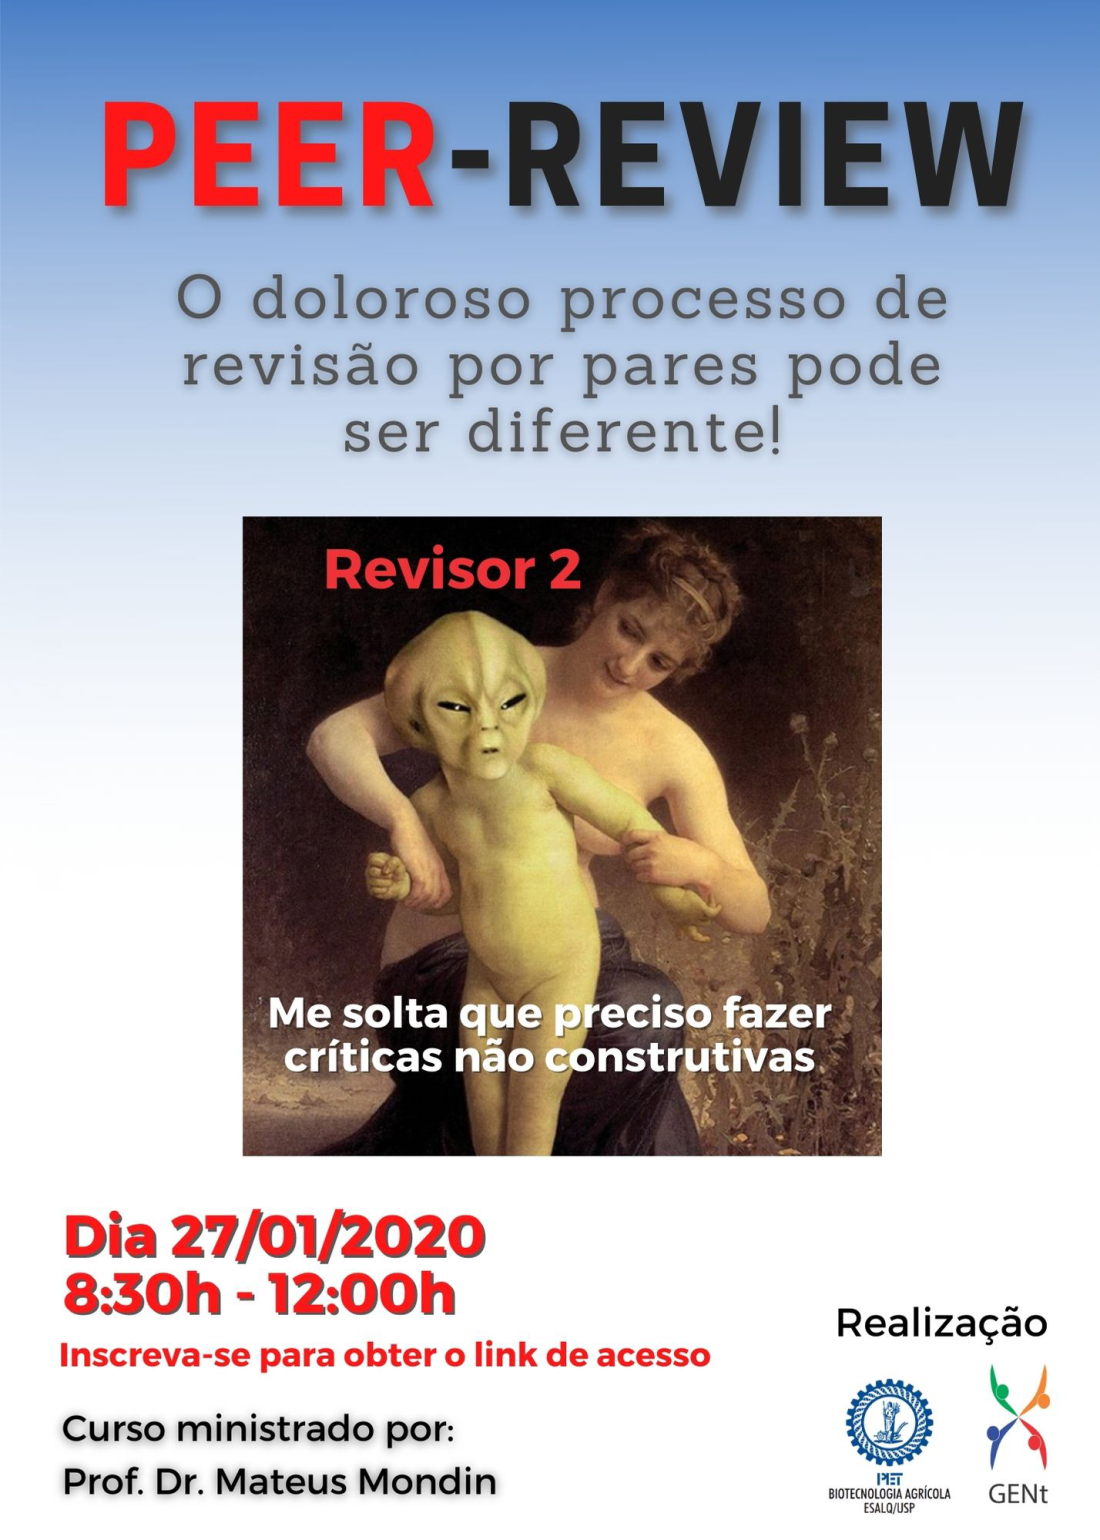 PEER-REVIEW
O doloroso processo de
revisão por pares pode
ser diferente!
Revisor 2
Me solta que preciso fazer
críticas não construtivas
Dia 27/01/2020
8:30h - 12:00h
Inscreva-se para obter o link de acesso
Curso ministrado por:
Prof. Dr. Mateus Mondin
Realização
PET
BIOTECNOLOGIA AGRÍCOLA
ESALQ/USP
GENt